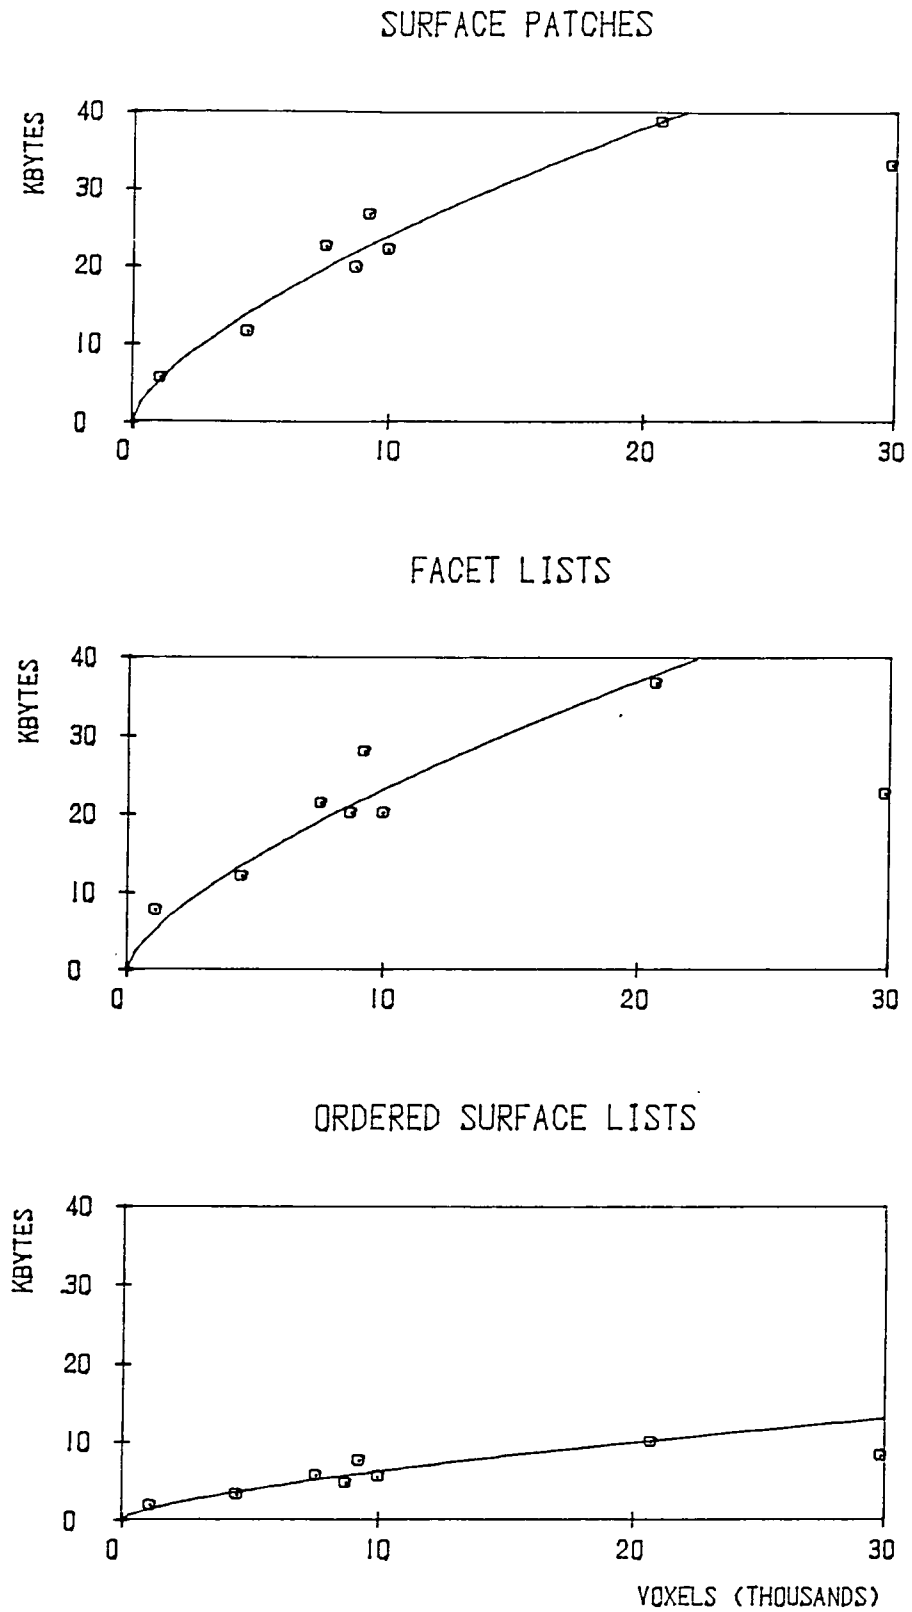 SURFACE PATCHES
KBYTES
40
30
20
10
0
0 10 20 30
FACET LISTS
KBYTES
40
30
20
10
0
0 10 20 30
ORDERED SURFACE LISTS
KBYTES
40
30
20
10
0
0 10 20 30
VOXELS (THOUSANDS)